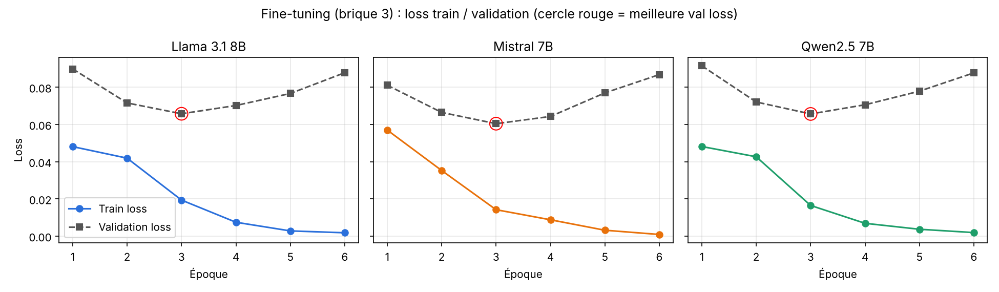 Fine-tuning (brique 3) : loss train / validation (cercle rouge = meilleure val loss)
Llama 3.1 8B
Mistral 7B
Qwen2.5 7B
Loss
0.08
0.06
0.04
0.02
0.00
Train loss
Validation loss
1 2 3 4 5 6
1 2 3 4 5 6
1 2 3 4 5 6
Époque
Époque
Époque